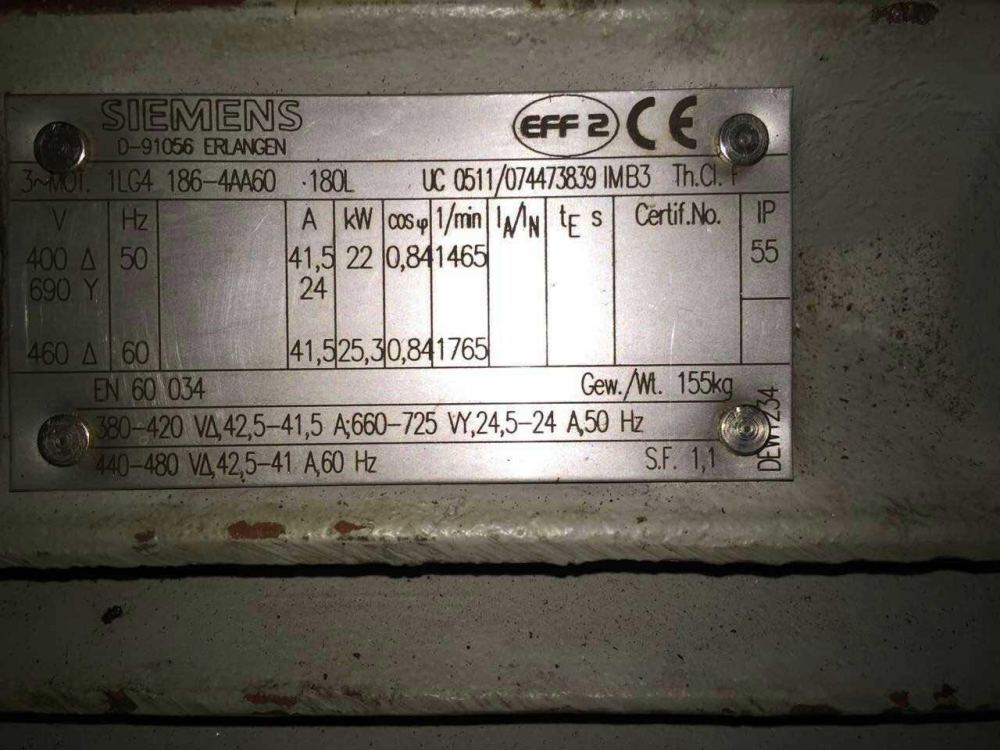 SIEMENS
EFF 2 CE
D-91056 ERLANGEN
3~MOT. 1LG4 186-4AA60 ·180L UC 0511/074473839 IMB3 Th.Cl. F
V Hz A kW cosφ 1/min IA/IN tE s Certif.No. IP
400 Δ 50 41,5 22 0,84 1465 55
690 Y 24
460 Δ 60 41,5 25,3 0,84 1765
EN 60 034 Gew./Wt. 155kg
380-420 VΔ,42,5-41,5 A;660-725 VY,24,5-24 A,50 Hz
440-480 VΔ,42,5-41 A,60 Hz S.F. 1,1